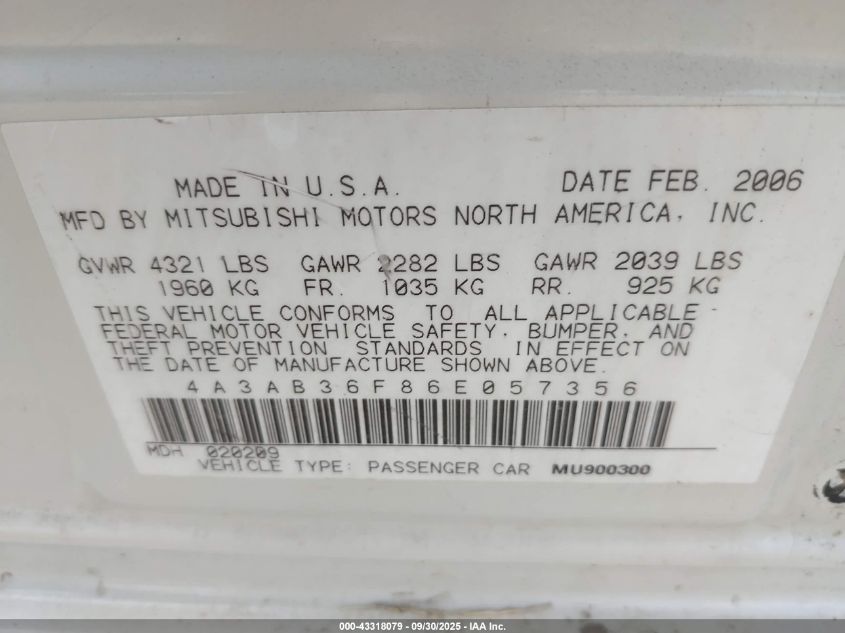 MADE IN U.S.A. DATE FEB. 2006
MFD BY MITSUBISHI MOTORS NORTH AMERICA, INC.
GVWR 4321 LBS GAWR 2282 LBS GAWR 2039 LBS
1960 KG FR. 1035 KG RR. 925 KG
THIS VEHICLE CONFORMS TO ALL APPLICABLE
FEDERAL MOTOR VEHICLE SAFETY, BUMPER, AND
THEFT PREVENTION STANDARDS IN EFFECT ON
THE DATE OF MANUFACTURE SHOWN ABOVE.
4A3AB36F86E057356
MDH 020209
VEHICLE TYPE: PASSENGER CAR MU900300
000-43318079 - 09/30/2025 - IAA Inc.